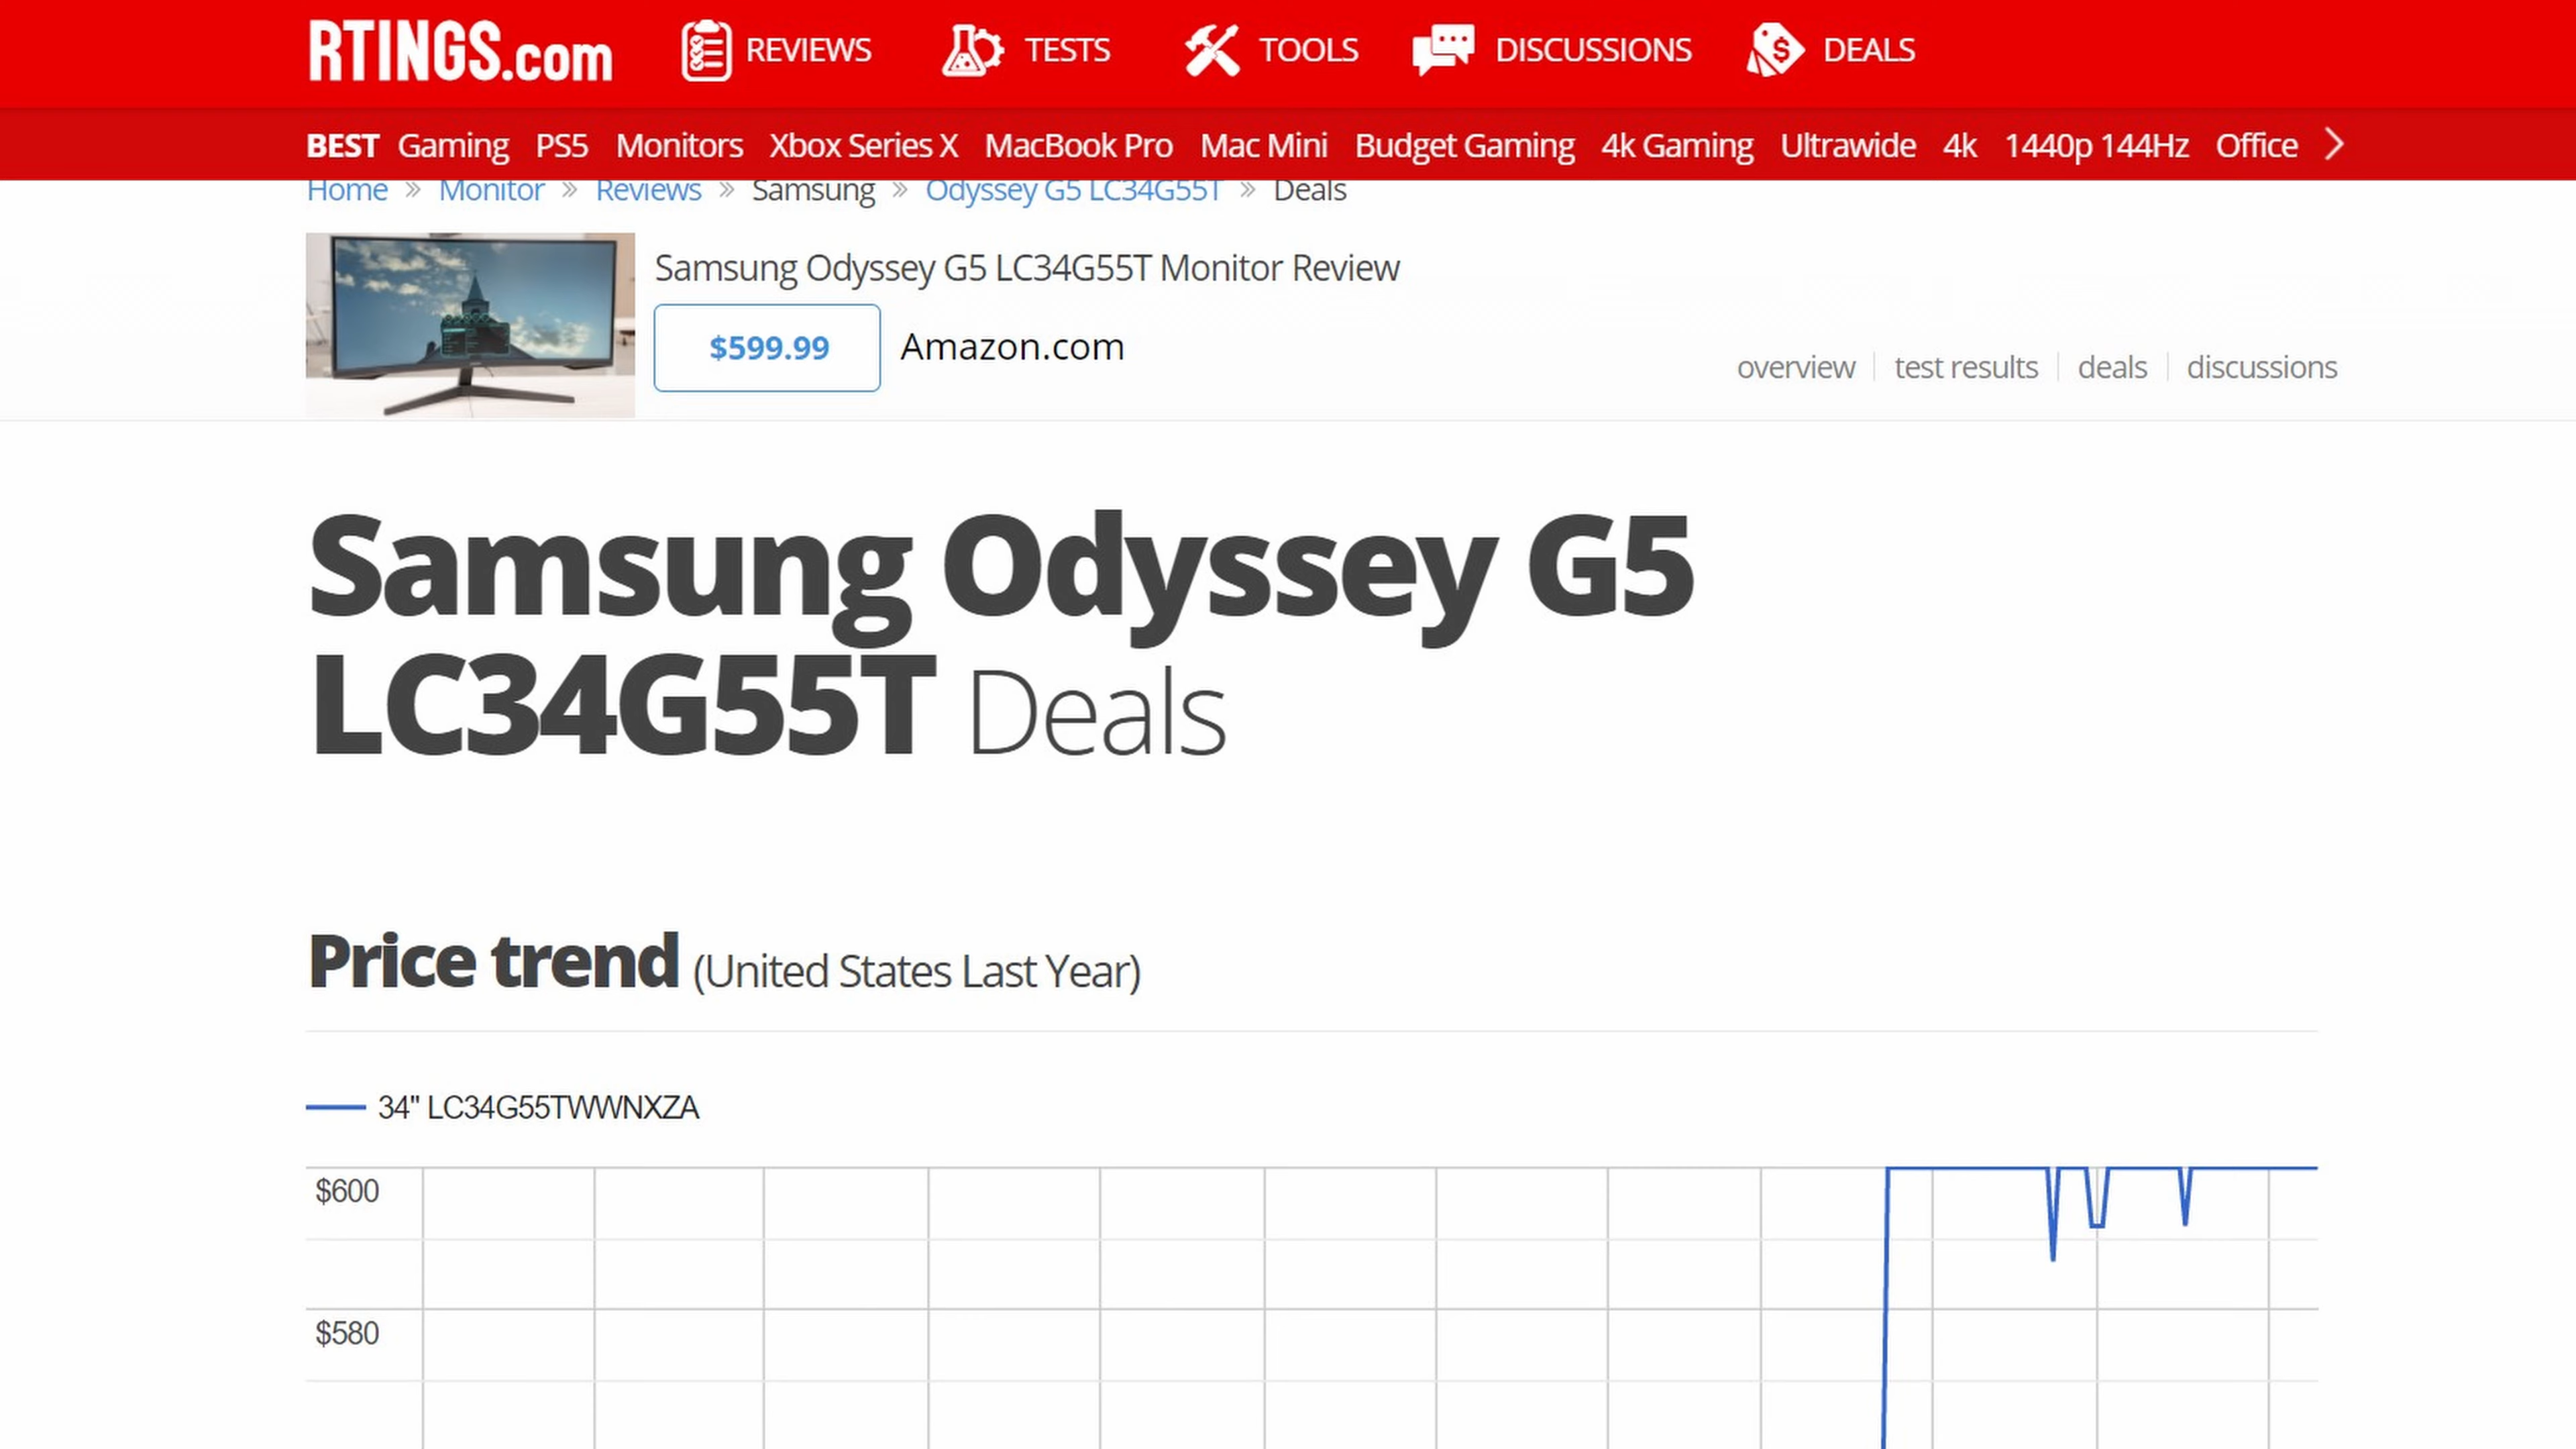 RTINGS.com REVIEWS TESTS TOOLS DISCUSSIONS DEALS
BEST Gaming PS5 Monitors Xbox Series X MacBook Pro Mac Mini Budget Gaming 4k Gaming Ultrawide 4k 1440p 144Hz Office
Home » Monitor » Reviews » Samsung » Odyssey G5 LC34G55T » Deals
Samsung Odyssey G5 LC34G55T Monitor Review
$599.99 Amazon.com
overview test results deals discussions
Samsung Odyssey G5
LC34G55T Deals
Price trend (United States Last Year)
34" LC34G55TWWNXZA
$600
$580